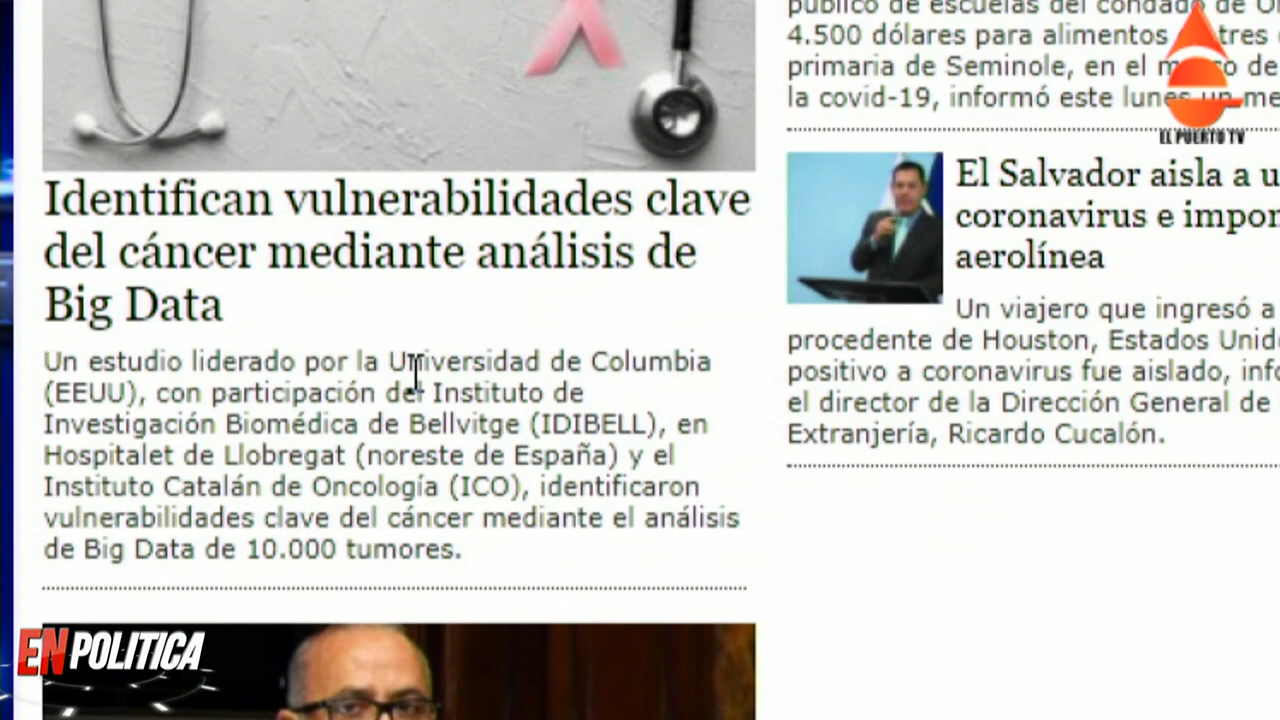 Identifican vulnerabilidades clave
del cáncer mediante análisis de
Big Data
Un estudio liderado por la Universidad de Columbia
(EEUU), con participación del Instituto de
Investigación Biomédica de Bellvitge (IDIBELL), en
Hospitalet de Llobregat (noreste de España) y el
Instituto Catalán de Oncología (ICO), identificaron
vulnerabilidades clave del cáncer mediante el análisis
de Big Data de 10.000 tumores.
público de escuelas del condado de
4.500 dólares para alimentos tres
primaria de Seminole, en el de
la covid-19, informó este lunes un
EL PUERTO TV
El Salvador aisla a
coronavirus e
aerolínea
Un viajero que ingresó a
procedente de Houston, Estados
positivo a coronavirus fue aislado,
el director de la Dirección General de
Extranjería, Ricardo Cucalón.
EN POLITICA